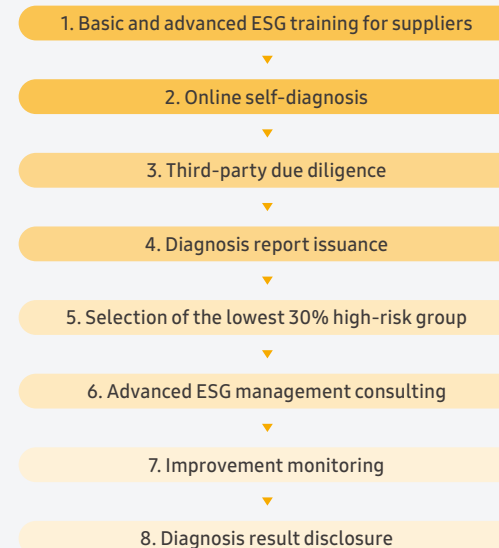 1. Basic and advanced ESG training for suppliers
2. Online self-diagnosis
3. Third-party due diligence
4. Diagnosis report issuance
5. Selection of the lowest 30% high-risk group
6. Advanced ESG management consulting
7. Improvement monitoring
8. Diagnosis result disclosure